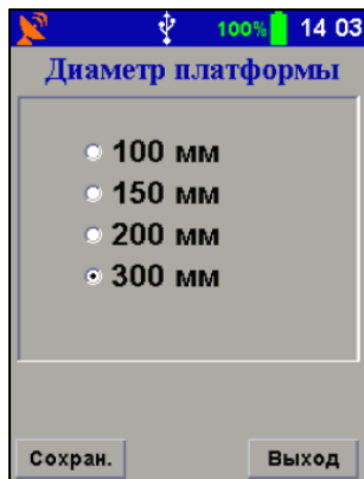 100% 14 03
Диаметр платформы
100 мм
150 мм
200 мм
300 мм
Сохран. Выход